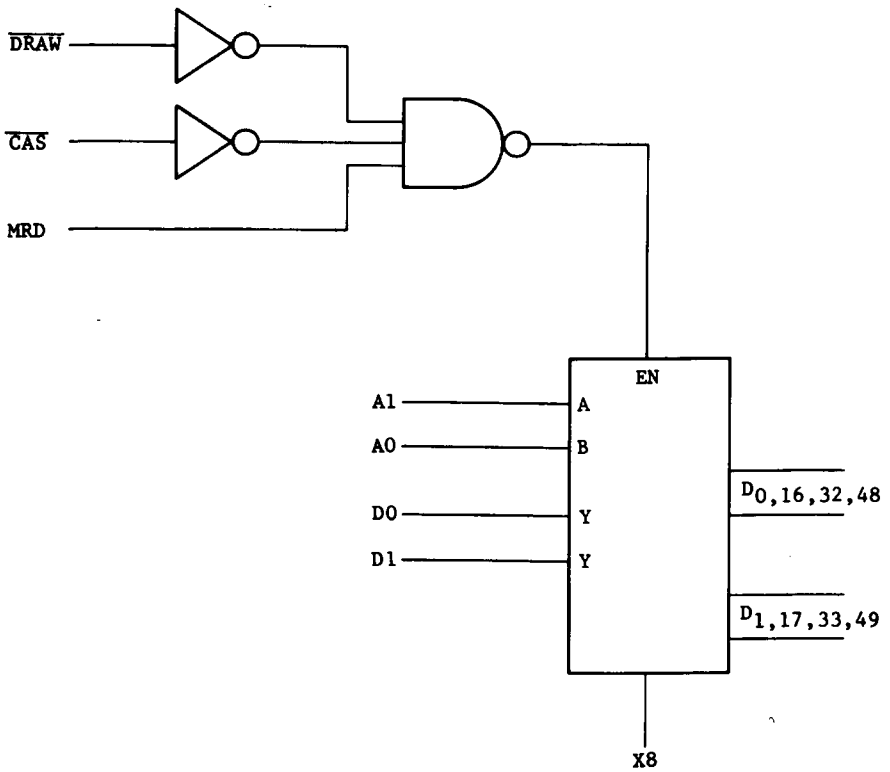 DRAW
CAS
MRD
EN
A1
A
A0
B
D0
Y
D1
Y
D0,16,32,48
D1,17,33,49
X8